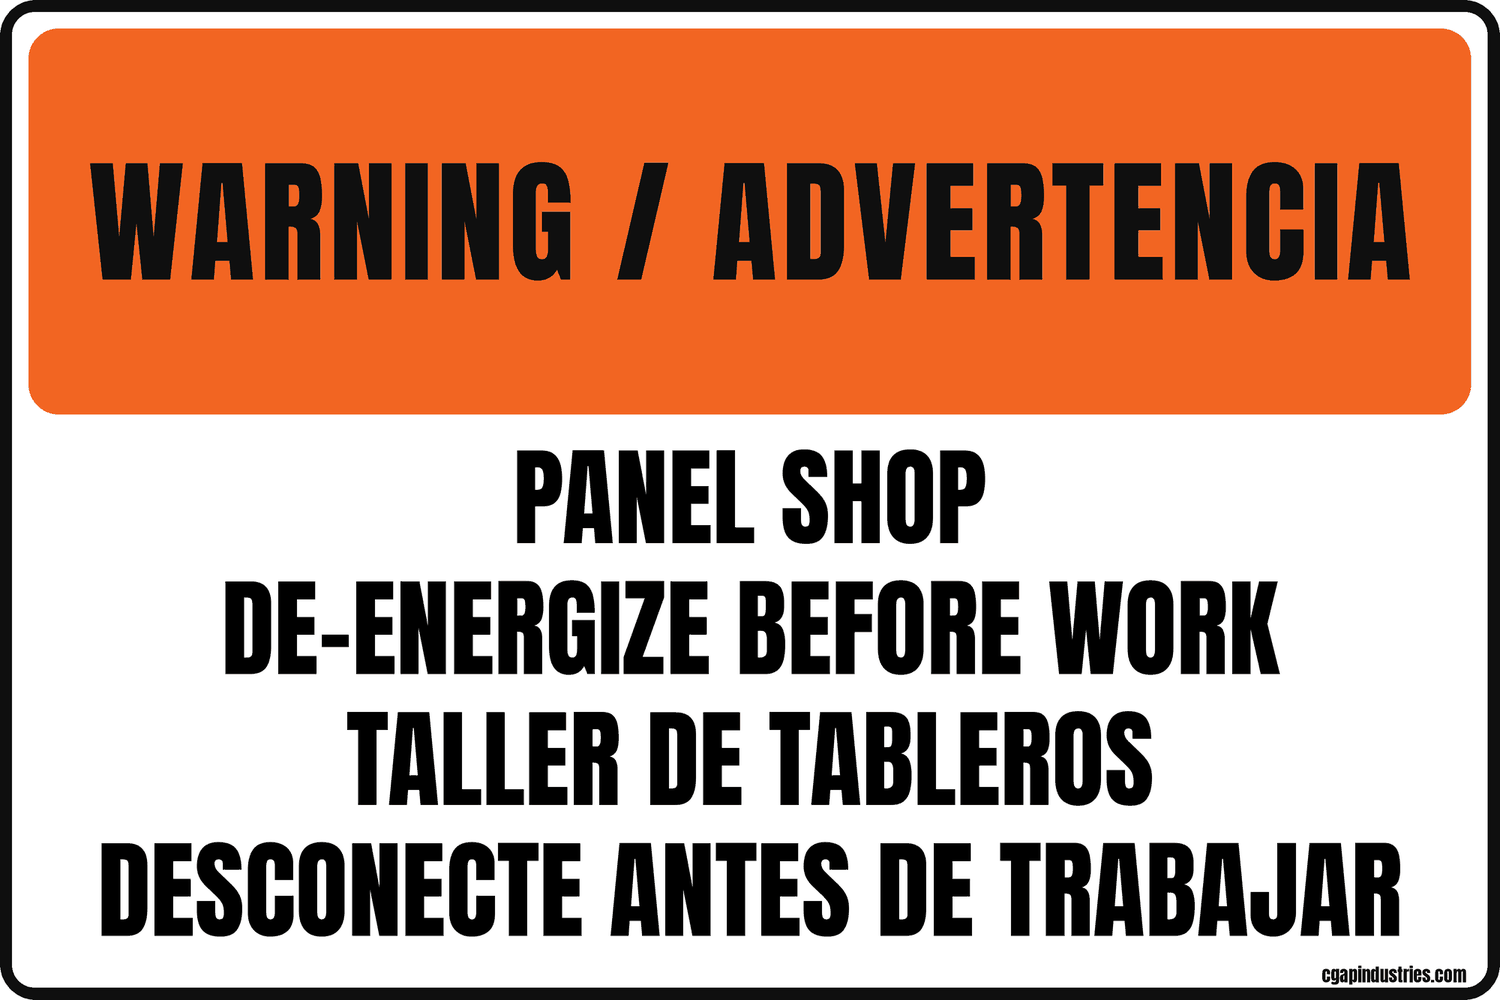 WARNING / ADVERTENCIA
PANEL SHOP
DE-ENERGIZE BEFORE WORK
TALLER DE TABLEROS
DESCONECTE ANTES DE TRABAJAR
cgapindustries.com